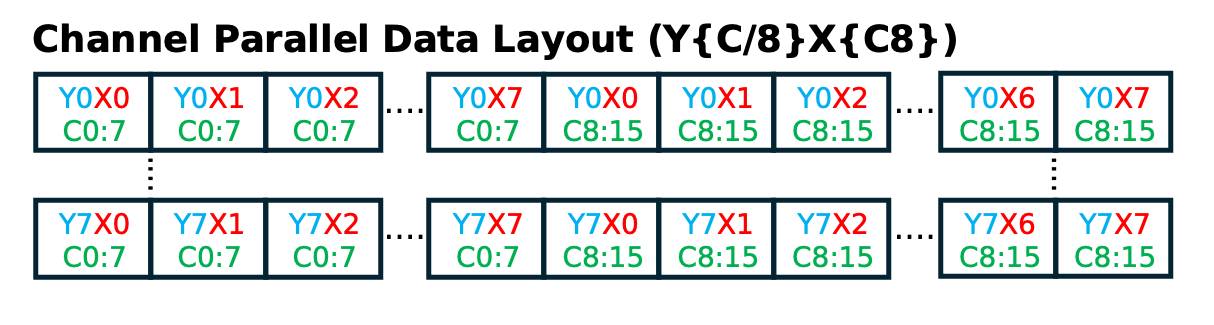 Channel Parallel Data Layout (Y{C/8}X{C8})
Y0X0 Y0X1 Y0X2 .... Y0X7 Y0X0 Y0X1 Y0X2 .... Y0X6 Y0X7
C0:7 C0:7 C0:7 C0:7 C8:15 C8:15 C8:15 C8:15 C8:15
Y7X0 Y7X1 Y7X2 .... Y7X7 Y7X0 Y7X1 Y7X2 .... Y7X6 Y7X7
C0:7 C0:7 C0:7 C0:7 C8:15 C8:15 C8:15 C8:15 C8:15